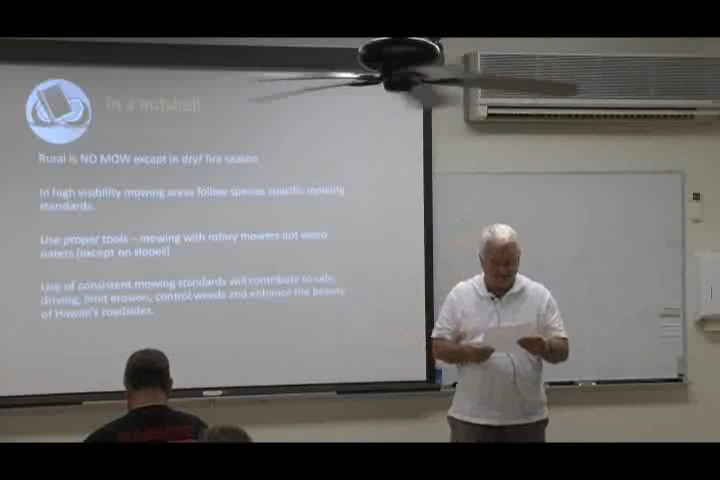 In a nutshell
Rural is NO MOW except in dry/ fire season
In high visibility mowing areas follow species specific mowing
standards.
Use proper tools – mowing with rotary mowers not weed
eaters (except on slopes)
Use of consistent mowing standards will contribute to safe
driving, limit erosion, control weeds and enhance the beauty
of Hawaii's roadsides.